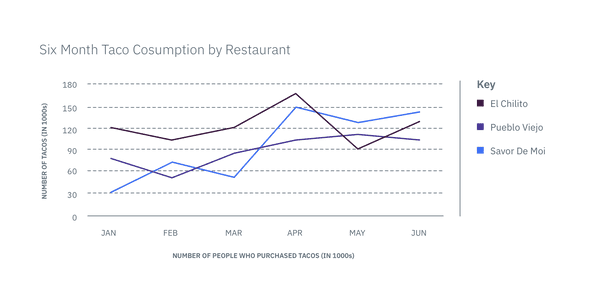 Six Month Taco Cosumption by Restaurant
NUMBER OF TACOS (IN 1000s)
180
150
120
90
60
30
0
JAN FEB MAR APR MAY JUN
NUMBER OF PEOPLE WHO PURCHASED TACOS (IN 1000s)
Key
El Chilito
Pueblo Viejo
Savor De Moi